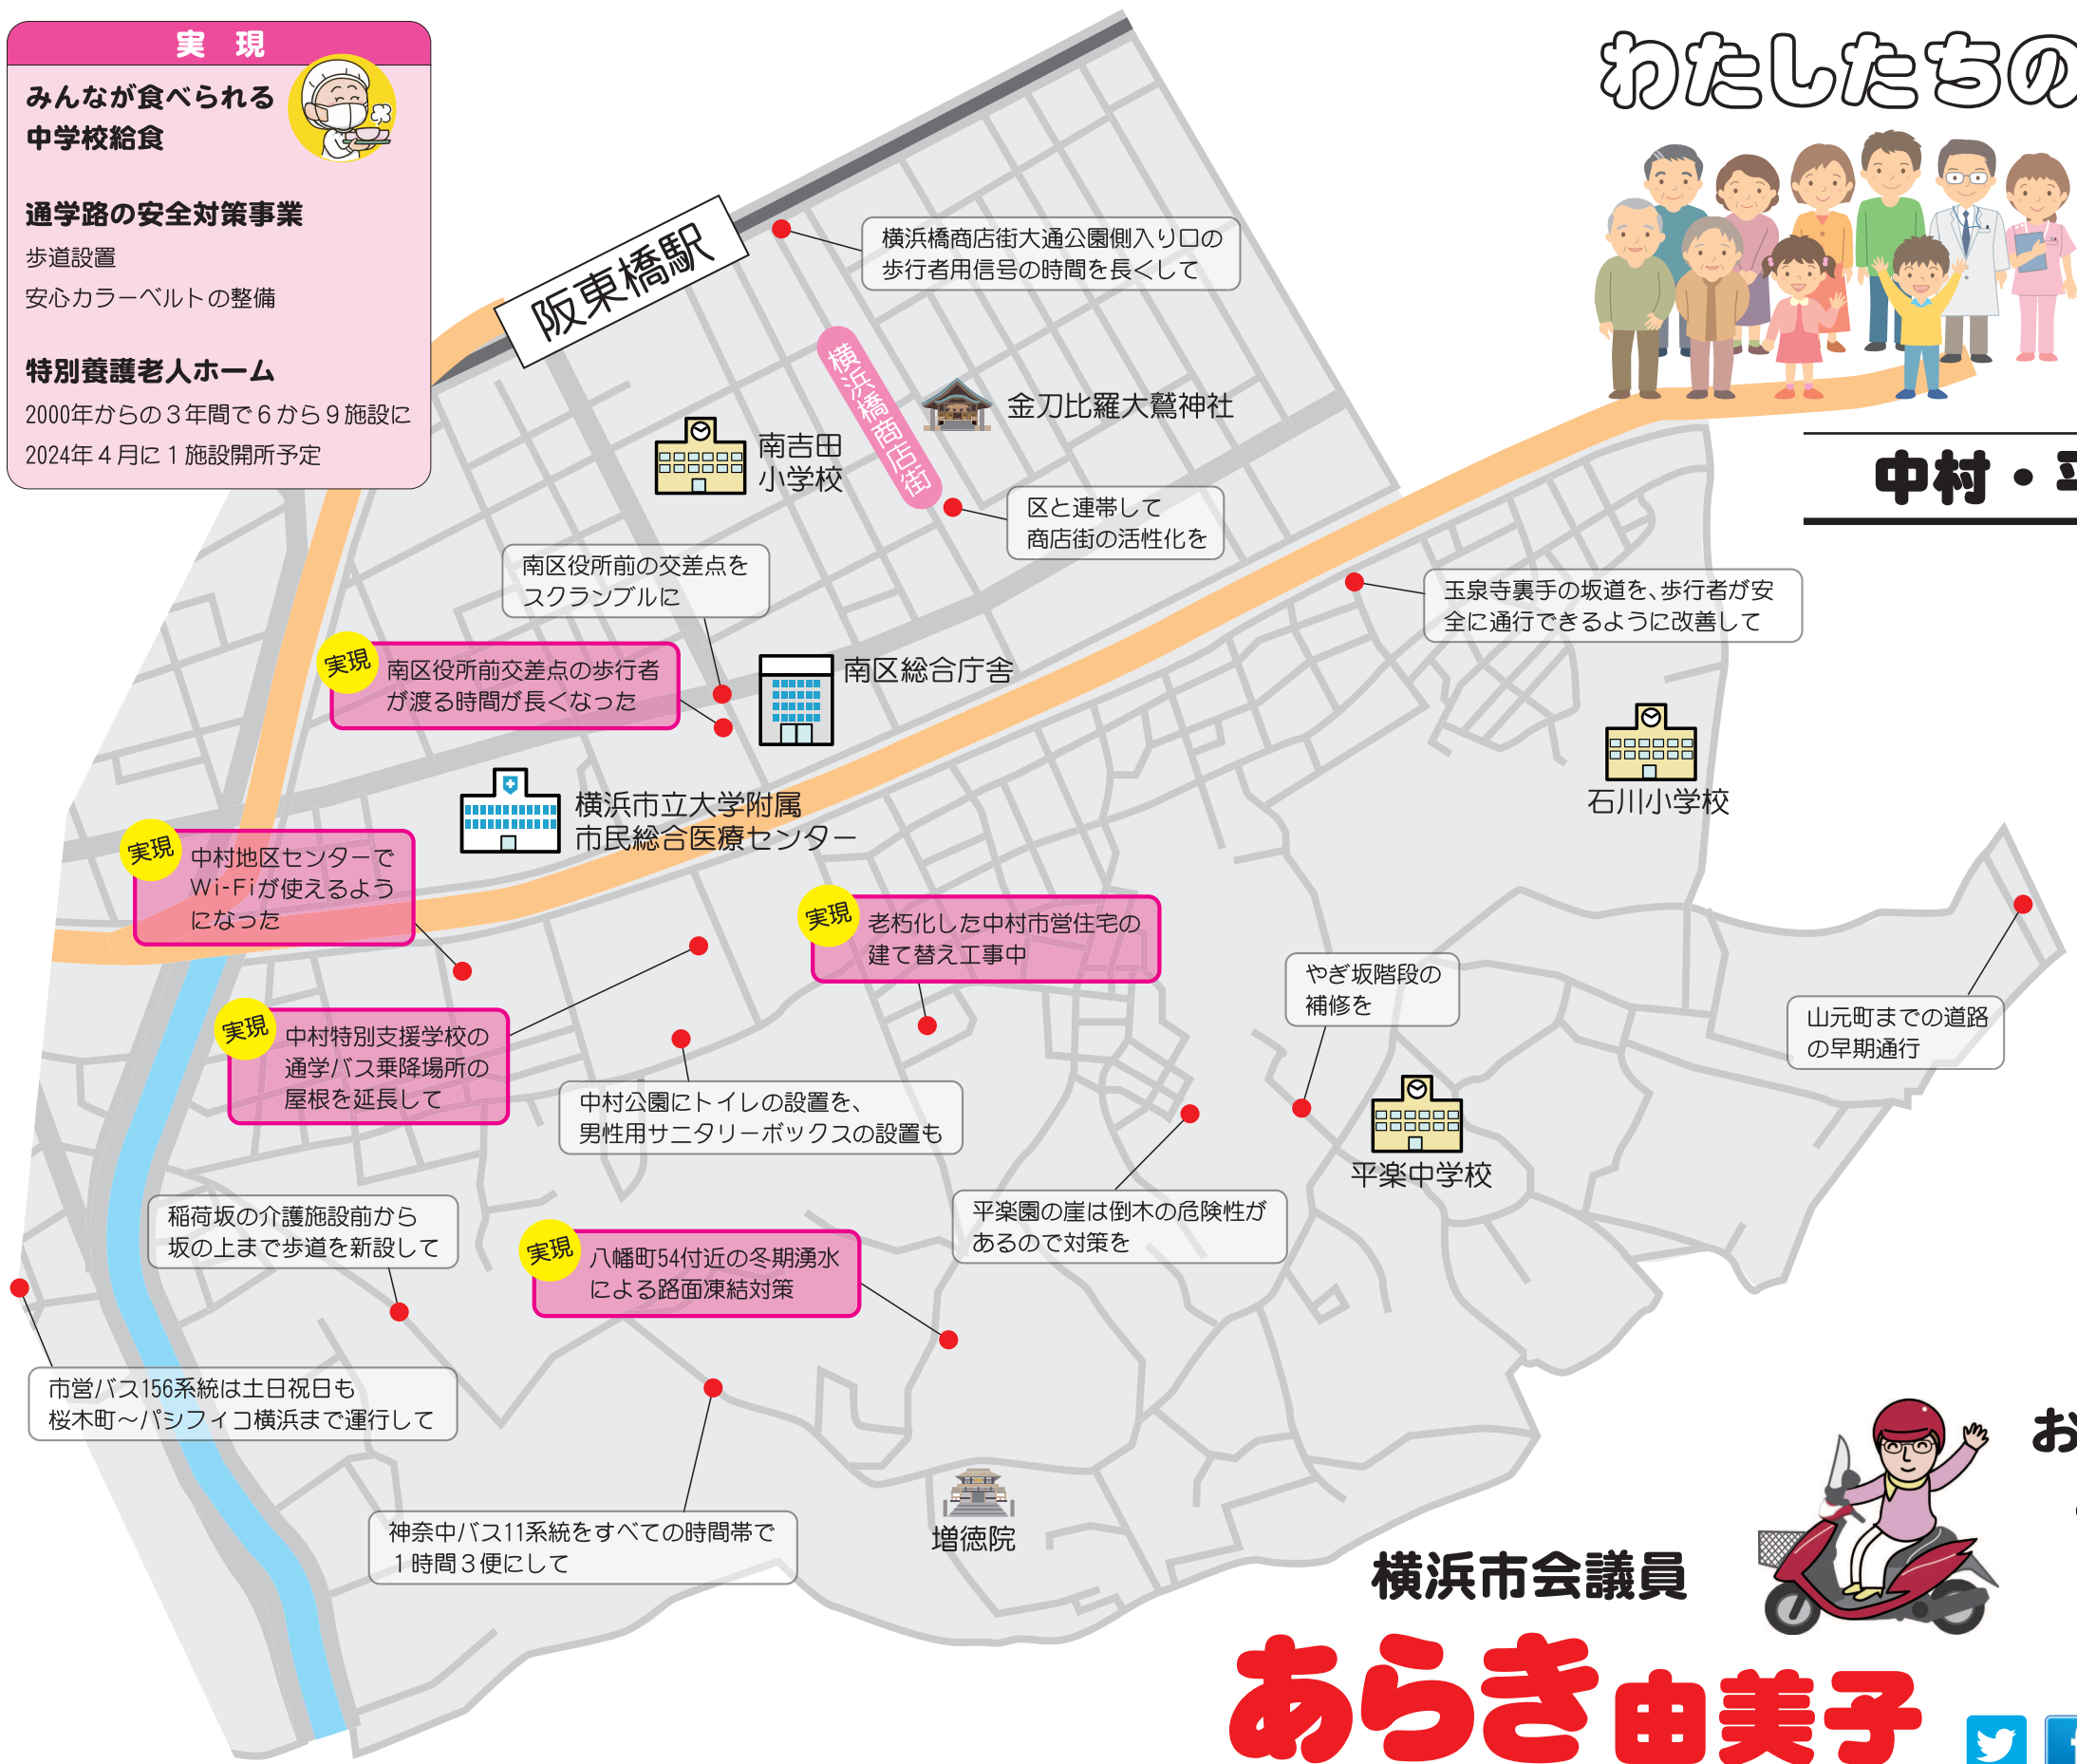 実　現
みんなが食べられる
中学校給食
通学路の安全対策事業
歩道設置
安心カラーベルトの整備
特別養護老人ホーム
2000年からの３年間で６から９施設に
2024年４月に１施設開所予定
わたしたちの
中村・平
阪東橋駅
横浜橋商店街大通公園側入り口の
歩行者用信号の時間を長くして
横浜橋商店街
金刀比羅大鷲神社
南吉田
小学校
区と連帯して
商店街の活性化を
南区役所前の交差点を
スクランブルに
玉泉寺裏手の坂道を、歩行者が安
全に通行できるように改善して
実現
南区役所前交差点の歩行者
が渡る時間が長くなった
南区総合庁舎
石川小学校
横浜市立大学附属
市民総合医療センター
実現
中村地区センターで
Wi-Fiが使えるよう
になった
実現
老朽化した中村市営住宅の
建て替え工事中
やぎ坂階段の
補修を
山元町までの道路
の早期通行
実現
中村特別支援学校の
通学バス乗降場所の
屋根を延長して
中村公園にトイレの設置を、
男性用サニタリーボックスの設置も
平楽中学校
稲荷坂の介護施設前から
坂の上まで歩道を新設して
平楽園の崖は倒木の危険性が
あるので対策を
実現
八幡町54付近の冬期湧水
による路面凍結対策
市営バス156系統は土日祝日も
桜木町〜パシフィコ横浜まで運行して
神奈中バス11系統をすべての時間帯で
１時間３便にして
増徳院
お
横浜市会議員
あらき由美子